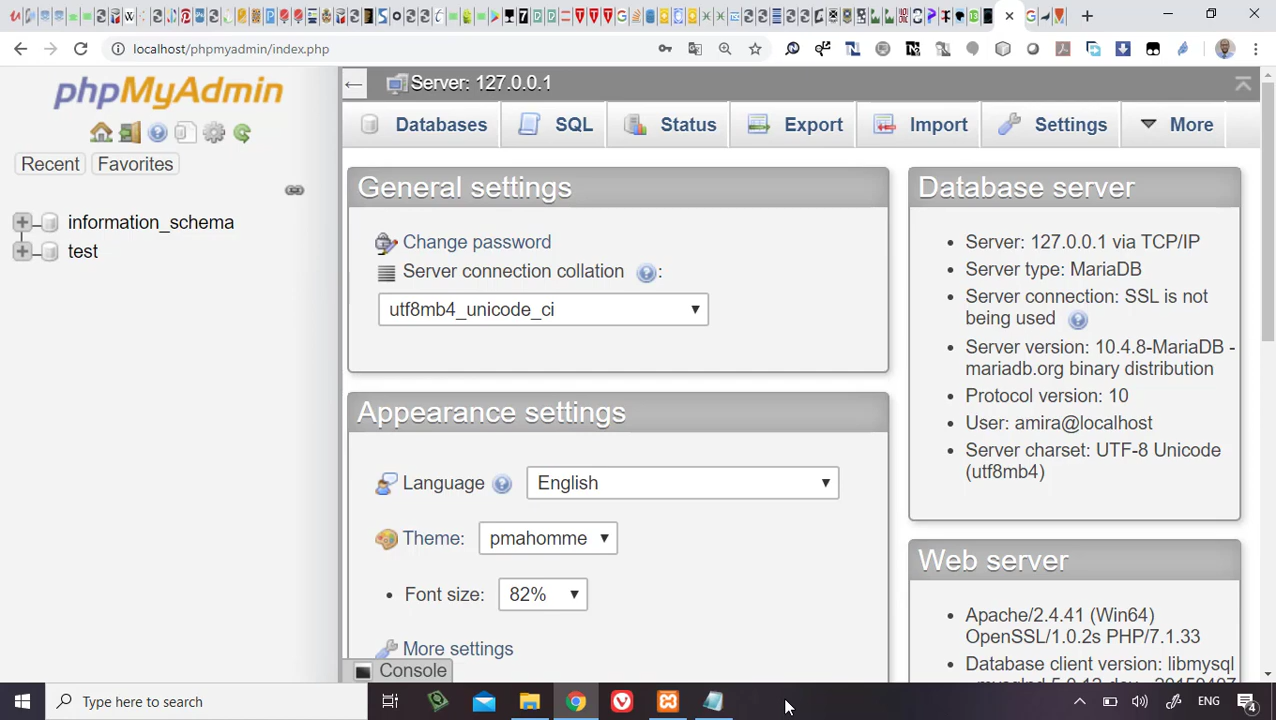 localhost/phpmyadmin/index.php
phpMyAdmin
Recent Favorites
information_schema
test
Server: 127.0.0.1
Databases SQL Status Export Import Settings More
General settings
Change password
Server connection collation :
utf8mb4_unicode_ci
Appearance settings
Language English
Theme: pmahomme
Font size: 82%
More settings
Console
Database server
Server: 127.0.0.1 via TCP/IP
Server type: MariaDB
Server connection: SSL is not
being used
Server version: 10.4.8-MariaDB -
mariadb.org binary distribution
Protocol version: 10
User: amira@localhost
Server charset: UTF-8 Unicode
(utf8mb4)
Web server
Apache/2.4.41 (Win64)
OpenSSL/1.0.2s PHP/7.1.33
Database client version: libmysql
Type here to search
ENG
4